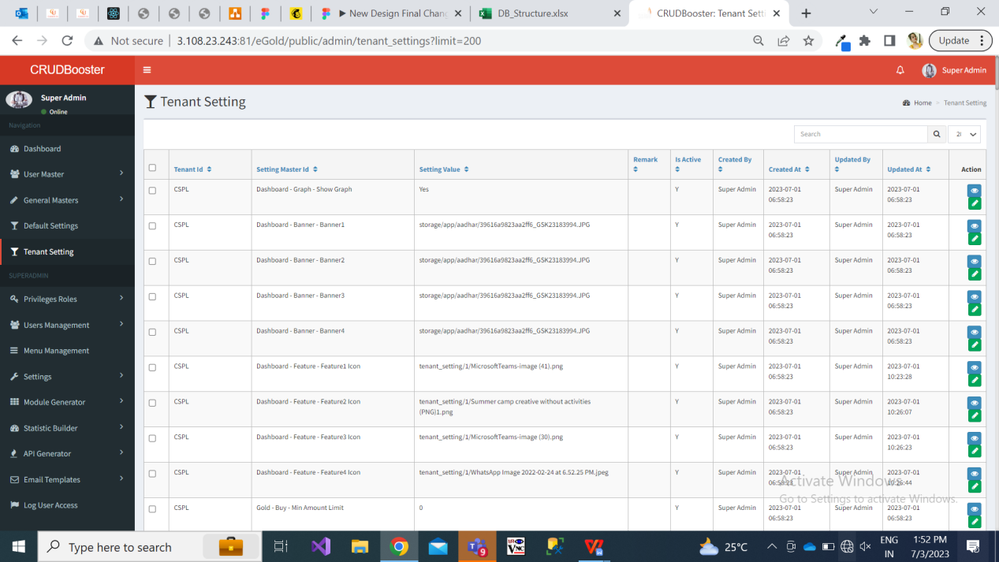 ▶ New Design Final Chan
DB_Structure.xlsx
CRUDBooster: Tenant Setti
Not secure
3.108.23.243:81/eGold/public/admin/tenant_settings?limit=200
Update
CRUDBooster
Super Admin
Super Admin
Online
Tenant Setting
Home
Tenant Setting
Navigation
Dashboard
User Master
General Masters
Default Settings
Tenant Setting
SUPERADMIN
Privileges Roles
Users Management
Menu Management
Settings
Module Generator
Statistic Builder
API Generator
Email Templates
Log User Access
Search
Tenant Id Setting Master Id Setting Value Remark Is Active Created By Created At Updated By Updated At Action
CSPL Dashboard - Graph - Show Graph Yes Y Super Admin 2023-07-01 Super Admin 2023-07-01
06:58:23 06:58:23
CSPL Dashboard - Banner - Banner1 storage/app/aadhar/39616a9823aa2ff6_GSK23183994.JPG Y Super Admin 2023-07-01 Super Admin 2023-07-01
06:58:23 06:58:23
CSPL Dashboard - Banner - Banner2 storage/app/aadhar/39616a9823aa2ff6_GSK23183994.JPG Y Super Admin 2023-07-01 Super Admin 2023-07-01
06:58:23 06:58:23
CSPL Dashboard - Banner - Banner3 storage/app/aadhar/39616a9823aa2ff6_GSK23183994.JPG Y Super Admin 2023-07-01 Super Admin 2023-07-01
06:58:23 06:58:23
CSPL Dashboard - Banner - Banner4 storage/app/aadhar/39616a9823aa2ff6_GSK23183994.JPG Y Super Admin 2023-07-01 Super Admin 2023-07-01
06:58:23 06:58:23
CSPL Dashboard - Feature - Feature1 Icon tenant_setting/1/MicrosoftTeams-image (41).png Y Super Admin 2023-07-01 Super Admin 2023-07-01
06:58:23 10:23:28
CSPL Dashboard - Feature - Feature2 Icon tenant_setting/1/Summer camp creative without activities Y Super Admin 2023-07-01 Super Admin 2023-07-01
(PNG)1.png 06:58:23 10:26:07
CSPL Dashboard - Feature - Feature3 Icon tenant_setting/1/MicrosoftTeams-image (30).png Y Super Admin 2023-07-01 Super Admin 2023-07-01
06:58:23 10:26:23
CSPL Dashboard - Feature - Feature4 Icon tenant_setting/1/WhatsApp Image 2022-02-24 at 6.52.25 PM.jpeg Y Super Admin 2023-07-01 Super Admin 2023-07-01
06:58:23 10:26:44
CSPL Gold - Buy - Min Amount Limit 0 Y Super Admin 2023-07-01 Super Admin 2023-07-01
06:58:23 06:58:23
Activate Windows
Go to Settings to activate Windows.
Type here to search
9
25°C
ENG
IN
1:52 PM
7/3/2023